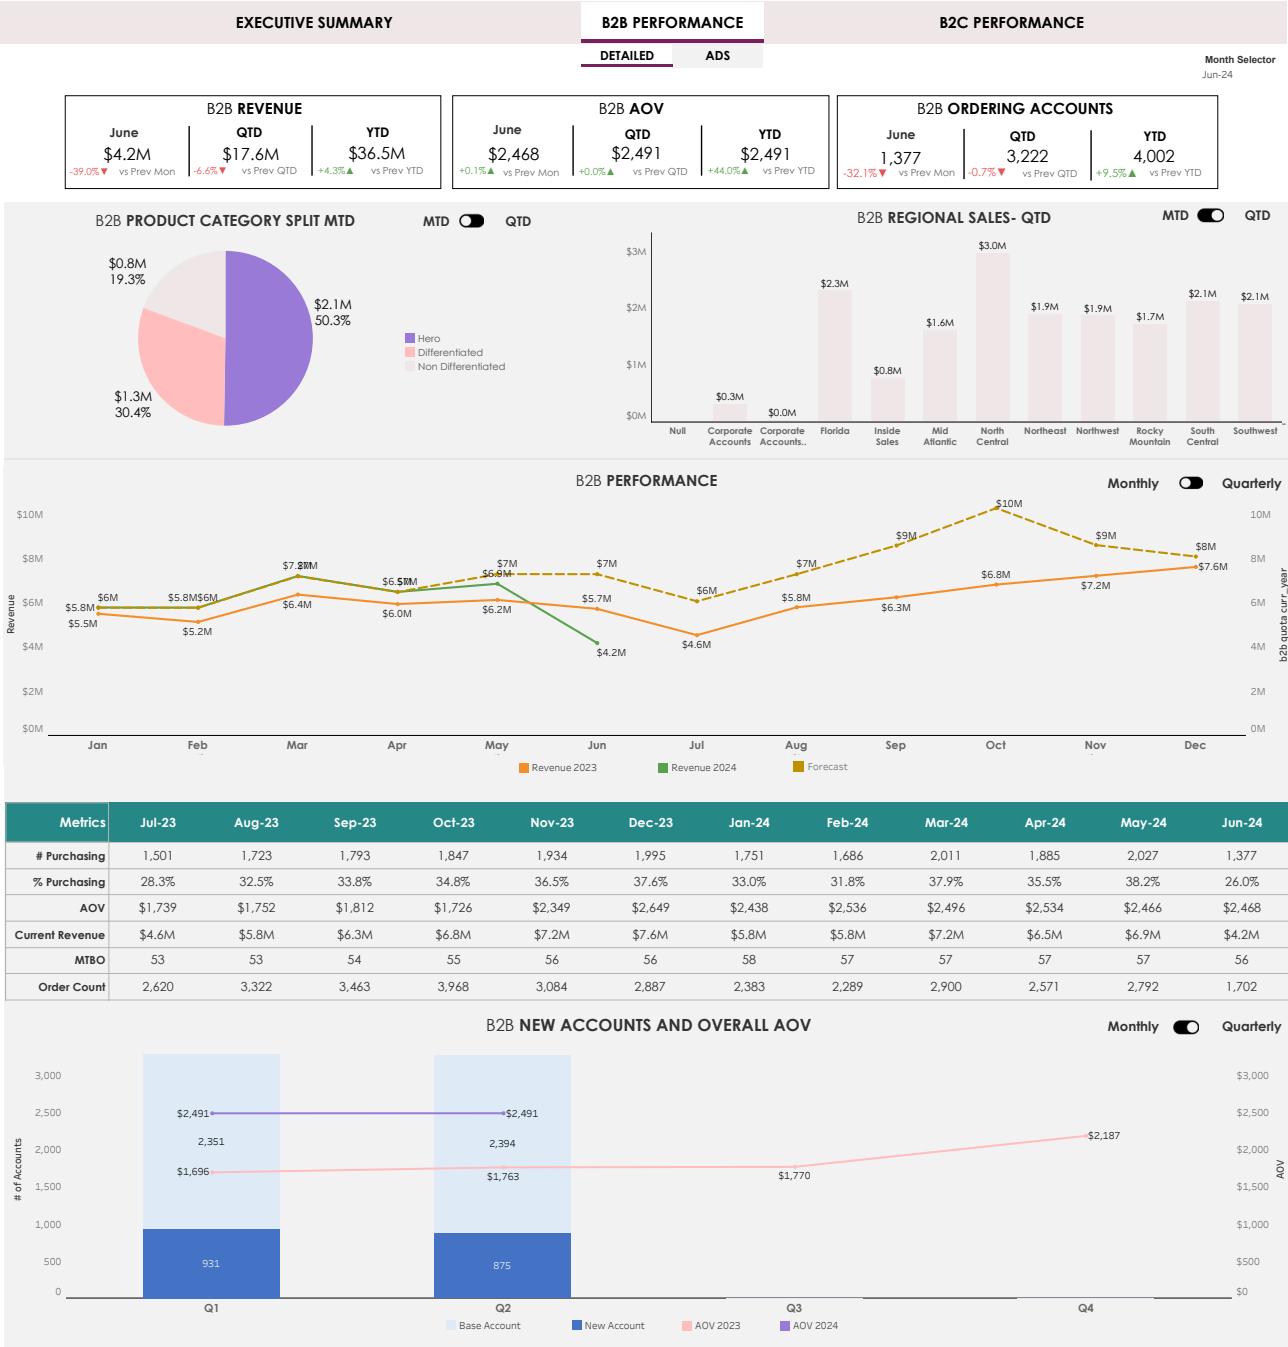 EXECUTIVE SUMMARY
B2B PERFORMANCE
B2C PERFORMANCE
DETAILED
ADS
Month Selector
Jun-24
B2B REVENUE
June QTD YTD
$4.2M $17.6M $36.5M
-39.0%▼ vs Prev Mon -6.6%▼ vs Prev QTD +4.3%▲ vs Prev YTD
B2B AOV
June QTD YTD
$2,468 $2,491 $2,491
+0.1%▲ vs Prev Mon +0.0%▲ vs Prev QTD +44.0%▲ vs Prev YTD
B2B ORDERING ACCOUNTS
June QTD YTD
1,377 3,222 4,002
-32.1%▼ vs Prev Mon -0.7%▼ vs Prev QTD +9.5%▲ vs Prev YTD
B2B PRODUCT CATEGORY SPLIT MTD
MTD QTD
$0.8M
19.3%
$2.1M
50.3%
$1.3M
30.4%
Hero
Differentiated
Non Differentiated
B2B REGIONAL SALES- QTD
MTD QTD
$3M
$2M
$1M
$0M
$0.3M $0.0M $2.3M $0.8M $1.6M $3.0M $1.9M $1.9M $1.7M $2.1M $2.1M
Null
Corporate Accounts
Corporate Accounts..
Florida
Inside Sales
Mid Atlantic
North Central
Northeast
Northwest
Rocky Mountain
South Central
Southwest
B2B PERFORMANCE
Monthly Quarterly
Revenue
$10M
$8M
$6M
$4M
$2M
$0M
$6M $5.8M $5.5M
$5.8M $6M $5.2M
$7.2M $6.4M
$6.5M $6.0M
$7M $6.9M $6.2M
$7M $5.7M $4.2M
$6M $4.6M
$7M $5.8M
$9M $6.3M
$10M $6.8M
$9M $7.2M
$8M $7.6M
10M
8M
6M
4M
2M
0M
b2b quota curr_year
Jan Feb Mar Apr May Jun Jul Aug Sep Oct Nov Dec
Revenue 2023 Revenue 2024 Forecast
Metrics Jul-23 Aug-23 Sep-23 Oct-23 Nov-23 Dec-23 Jan-24 Feb-24 Mar-24 Apr-24 May-24 Jun-24
# Purchasing 1,501 1,723 1,793 1,847 1,934 1,995 1,751 1,686 2,011 1,885 2,027 1,377
% Purchasing 28.3% 32.5% 33.8% 34.8% 36.5% 37.6% 33.0% 31.8% 37.9% 35.5% 38.2% 26.0%
AOV $1,739 $1,752 $1,812 $1,726 $2,349 $2,649 $2,438 $2,536 $2,496 $2,534 $2,466 $2,468
Current Revenue $4.6M $5.8M $6.3M $6.8M $7.2M $7.6M $5.8M $5.8M $7.2M $6.5M $6.9M $4.2M
MTBO 53 53 54 55 56 56 58 57 57 57 57 56
Order Count 2,620 3,322 3,463 3,968 3,084 2,887 2,383 2,289 2,900 2,571 2,792 1,702
B2B NEW ACCOUNTS AND OVERALL AOV
Monthly Quarterly
# of Accounts
3,000
2,500
2,000
1,500
1,000
500
0
$2,491 $2,491
2,351 2,394
$1,696 $1,763 $1,770 $2,187
931 875
$3,000
$2,500
$2,000
$1,500
$1,000
$500
$0
AOV
Q1 Q2 Q3 Q4
Base Account New Account AOV 2023 AOV 2024